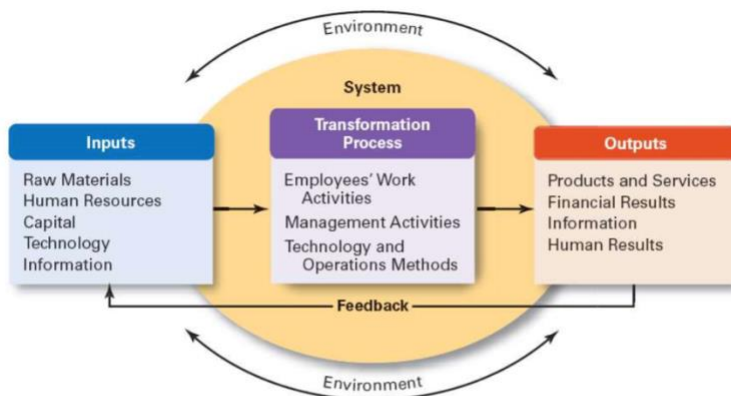 Environment
System
Inputs
Raw Materials
Human Resources
Capital
Technology
Information
Transformation
Process
Employees' Work
Activities
Management Activities
Technology and
Operations Methods
Outputs
Products and Services
Financial Results
Information
Human Results
Feedback
Environment